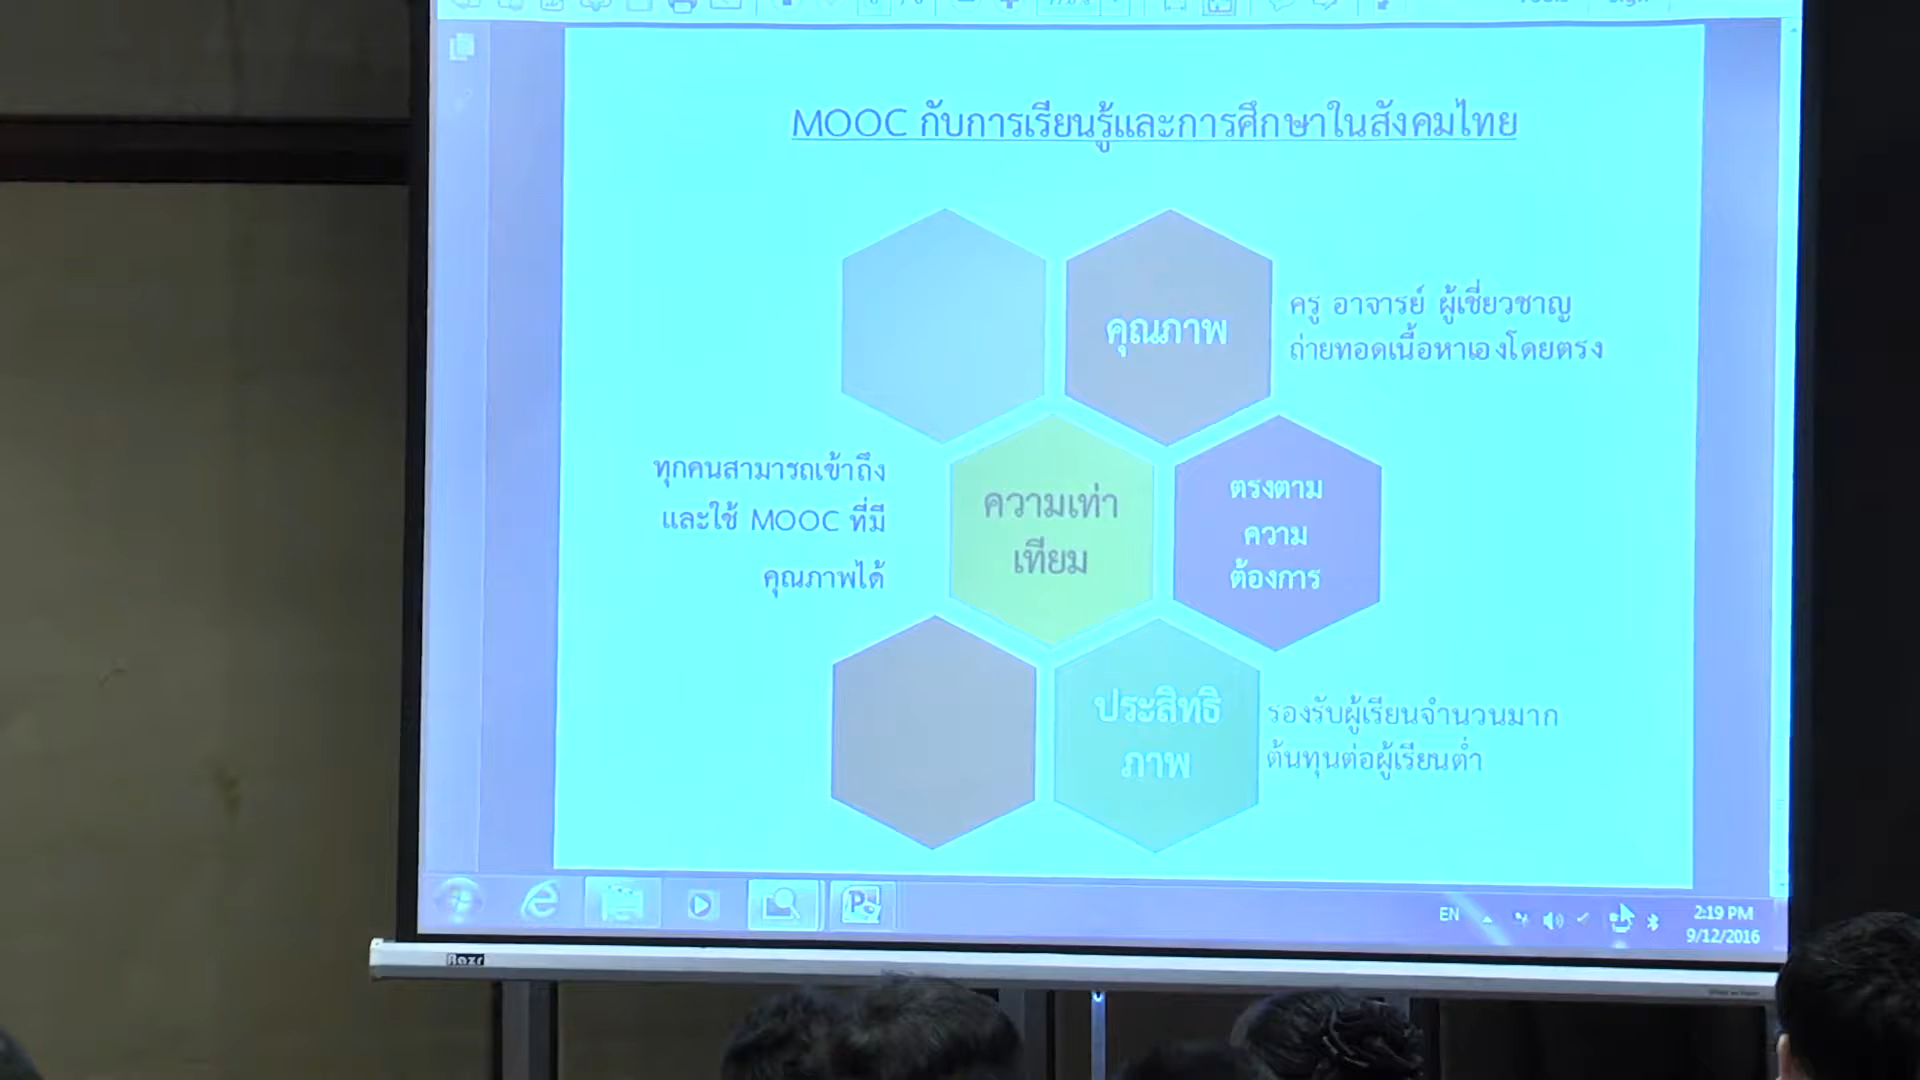 MOOC กับการเรียนรู้และการศึกษาในสังคมไทย
คุณภาพ
ครู อาจารย์ ผู้เชี่ยวชาญ
ถ่ายทอดเนื้อหาเองโดยตรง
ทุกคนสามารถเข้าถึง
และใช้ MOOC ที่มี
คุณภาพได้
ความเท่า
เทียม
ตรงตาม
ความ
ต้องการ
ประสิทธิ
ภาพ
รองรับผู้เรียนจำนวนมาก
ต้นทุนต่อผู้เรียนต่ำ
EN
2:19 PM
9/12/2016